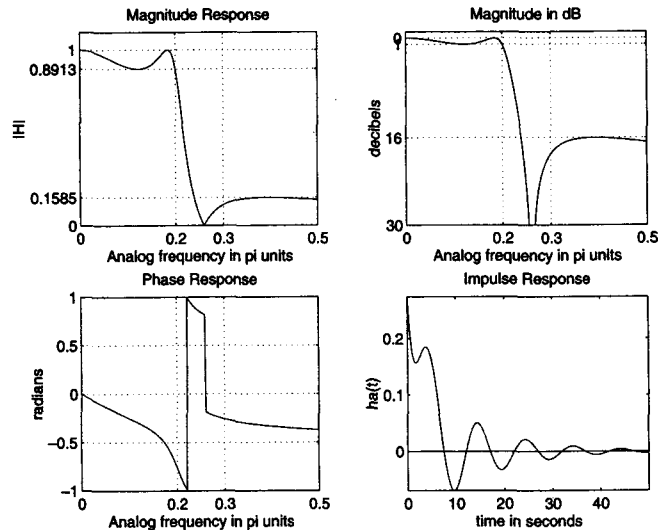 Magnitude Response
1
0.8913
|H|
0.1585
0
0 0.2 0.3 0.5
Analog frequency in pi units
Magnitude in dB
0
1
decibels
16
30
0 0.2 0.3 0.5
Analog frequency in pi units
Phase Response
1
0.5
radians
0
−0.5
−1
0 0.2 0.3 0.5
Analog frequency in pi units
Impulse Response
0.2
ha(t)
0.1
0
0 10 20 30 40
time in seconds